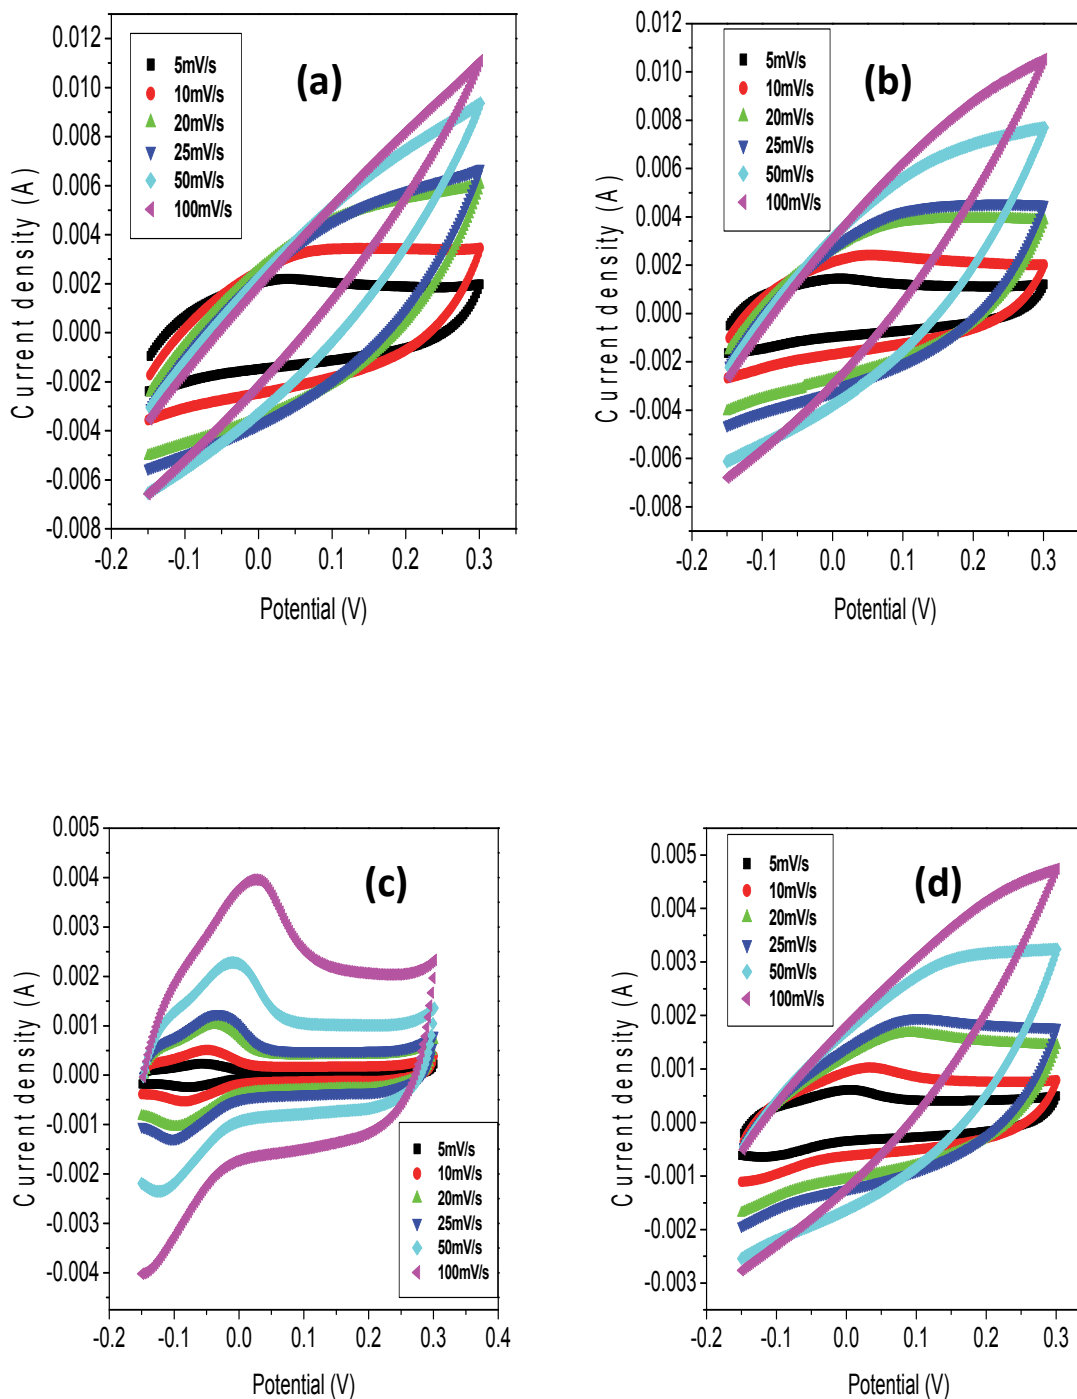 (a)
5mV/s
10mV/s
20mV/s
25mV/s
50mV/s
100mV/s
0.012
0.010
0.008
0.006
0.004
0.002
0.000
-0.002
-0.004
-0.006
-0.008
Current density (A)
-0.2
-0.1
0.0
0.1
0.2
0.3
Potential (V)
(b)
5mV/s
10mV/s
20mV/s
25mV/s
50mV/s
100mV/s
0.012
0.010
0.008
0.006
0.004
0.002
0.000
-0.002
-0.004
-0.006
-0.008
Current density (A)
-0.2
-0.1
0.0
0.1
0.2
0.3
Potential (V)
(c)
0.005
0.004
0.003
0.002
0.001
0.000
-0.001
-0.002
-0.003
-0.004
Current density (A)
5mV/s
10mV/s
20mV/s
25mV/s
50mV/s
100mV/s
-0.2
-0.1
0.0
0.1
0.2
0.3
0.4
Potential (V)
(d)
5mV/s
10mV/s
20mV/s
25mV/s
50mV/s
100mV/s
0.005
0.004
0.003
0.002
0.001
0.000
-0.001
-0.002
-0.003
Current density (A)
-0.2
-0.1
0.0
0.1
0.2
0.3
Potential (V)